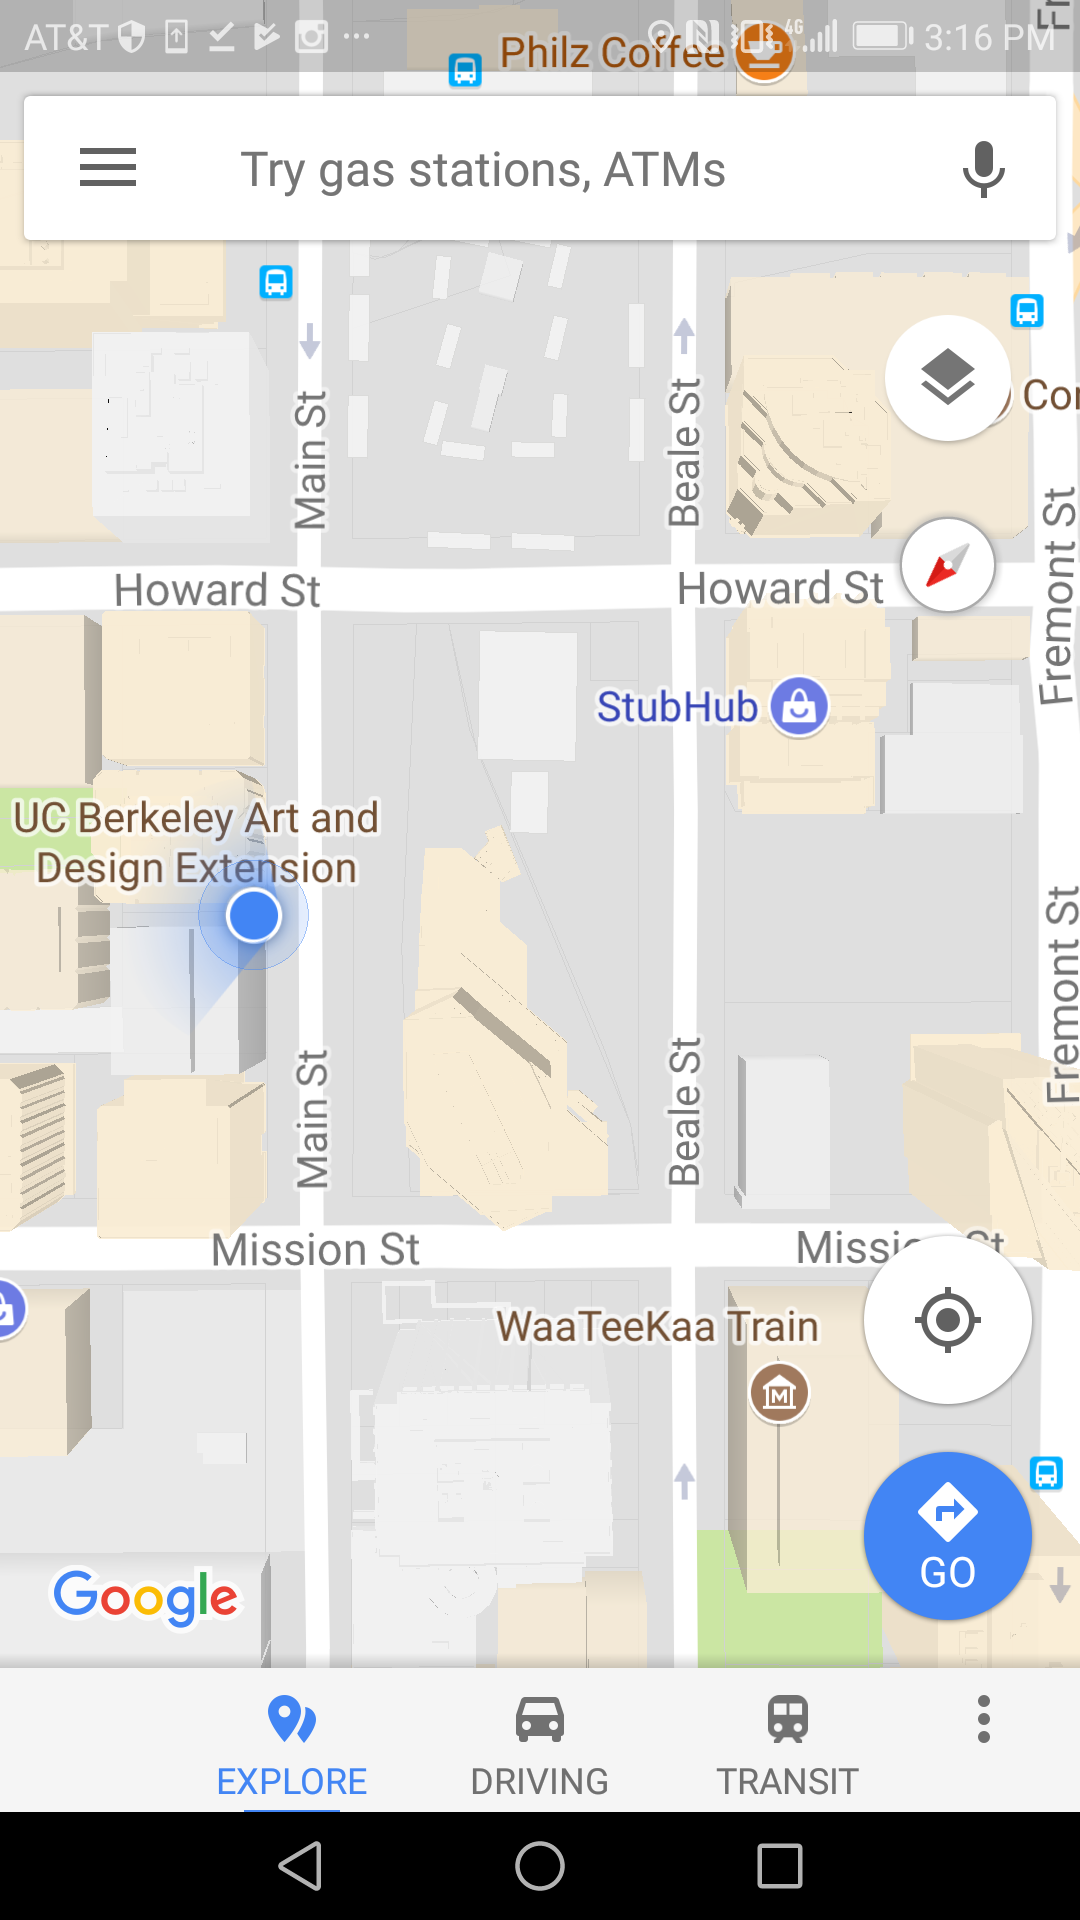 AT&T
4G
3:16 PM
Philz Coffee
Try gas stations, ATMs
Main St
Beale St
Fremont St
Howard St
Howard St
StubHub
UC Berkeley Art and
Design Extension
Main St
Beale St
Fremont St
Mission St
WaaTeeKaa Train
M
GO
Google
EXPLORE
DRIVING
TRANSIT